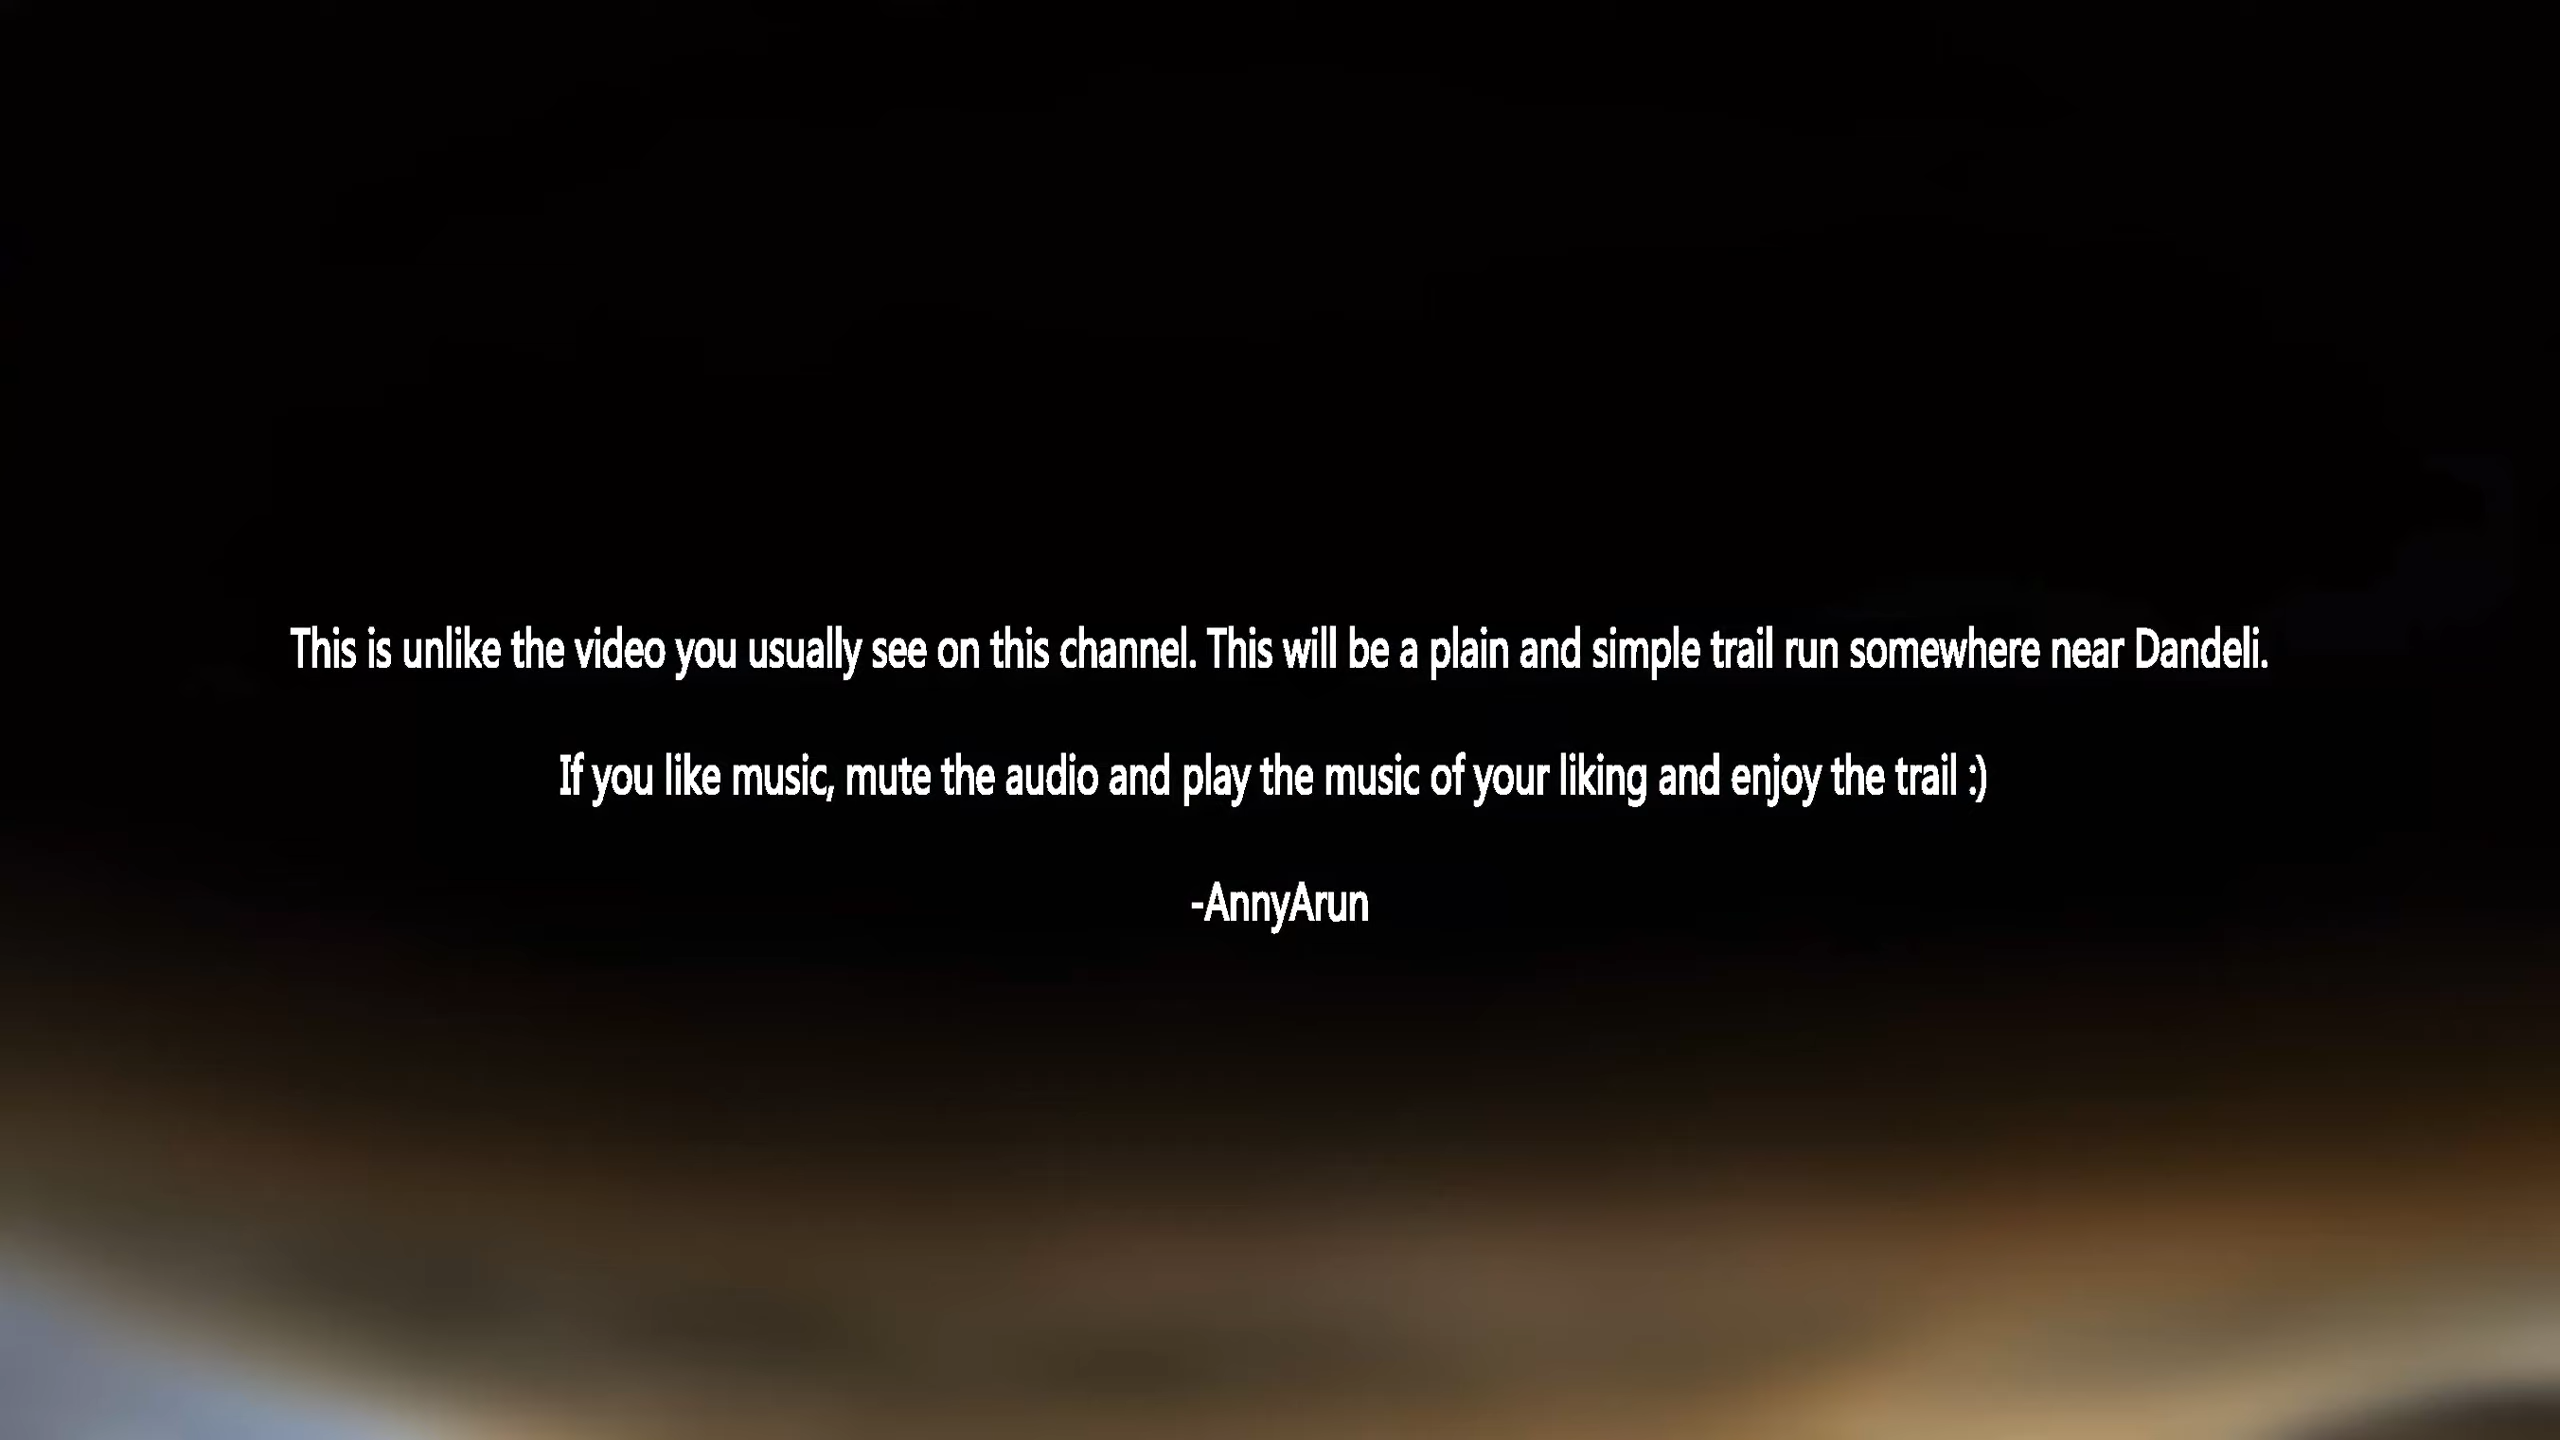 This is unlike the video you usually see on this channel. This will be a plain and simple trail run somewhere near Dandeli.
If you like music, mute the audio and play the music of your liking and enjoy the trail :)
-AnnyArun